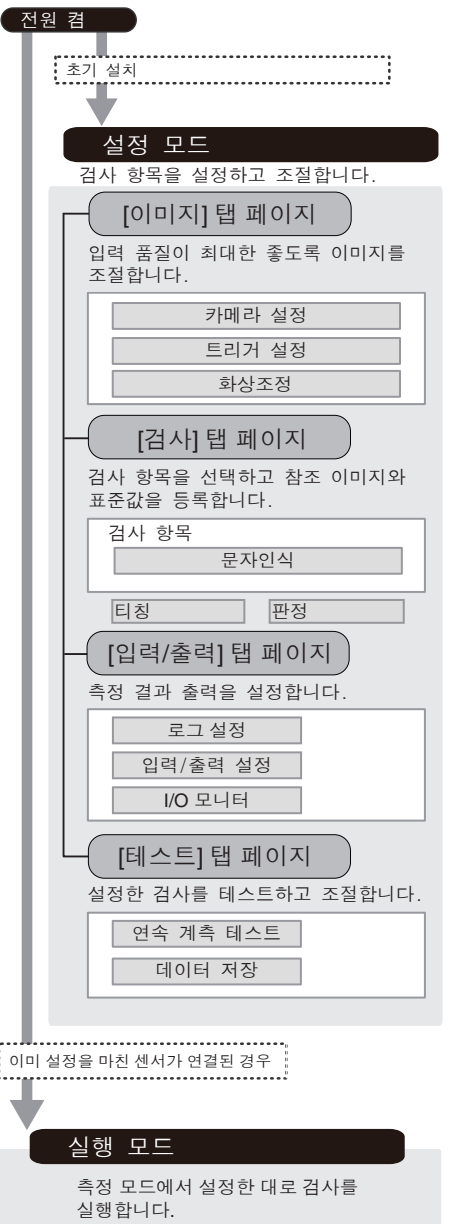 전원 켬
초기 설치
설정 모드
검사 항목을 설정하고 조절합니다.
[이미지] 탭 페이지
입력 품질이 최대한 좋도록 이미지를
조절합니다.
카메라 설정
트리거 설정
화상조정
[검사] 탭 페이지
검사 항목을 선택하고 참조 이미지와
표준값을 등록합니다.
검사 항목
문자인식
티칭
판정
[입력/출력] 탭 페이지
측정 결과 출력을 설정합니다.
로그 설정
입력/출력 설정
I/O 모니터
[테스트] 탭 페이지
설정한 검사를 테스트하고 조절합니다.
연속 계측 테스트
데이터 저장
이미 설정을 마친 센서가 연결된 경우
실행 모드
측정 모드에서 설정한 대로 검사를
실행합니다.